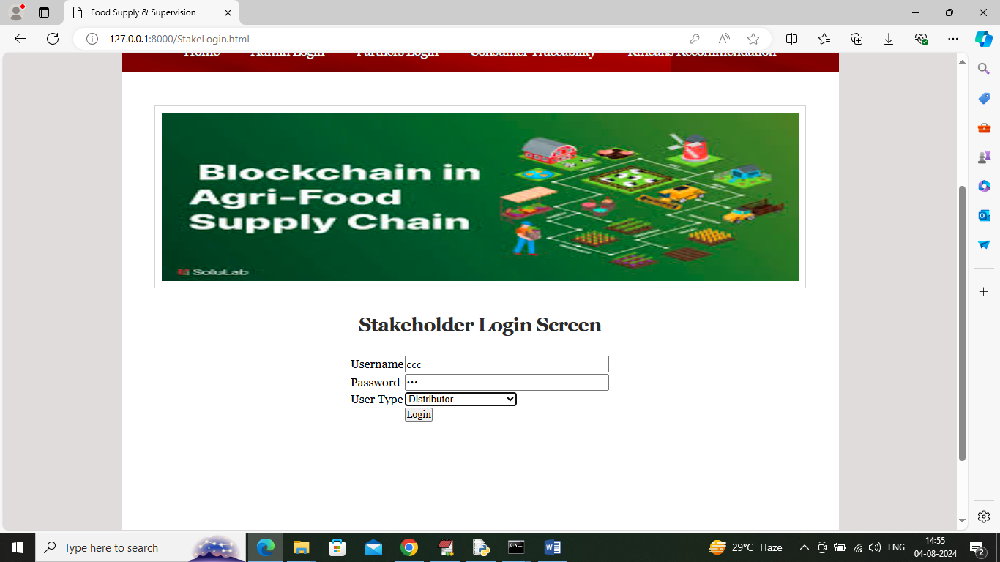 Food Supply & Supervision
127.0.0.1:8000/StakeLogin.html
Home Admin Login Partners Login Consumer Traceability Kmeans Recommendation
Blockchain in
Agri-Food
Supply Chain
SoluLab
Stakeholder Login Screen
Username ccc
Password •••
User Type Distributor
Login
Type here to search
29°C Haze
ENG
14:55
04-08-2024
2